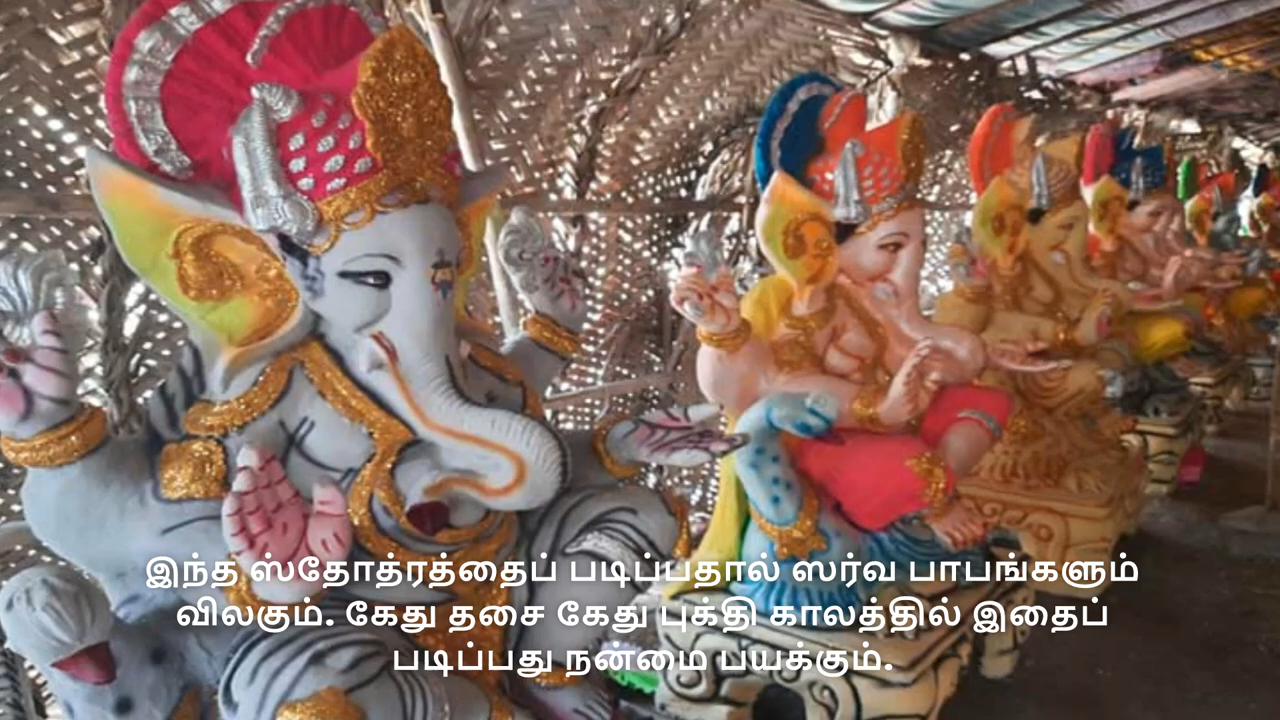 இந்த ஸ்தோத்ரத்தைப் படிப்பதால் ஸர்வ பாபங்களும்
விலகும். கேது தசை கேது புக்தி காலத்தில் இதைப்
படிப்பது நன்மை பயக்கும்.